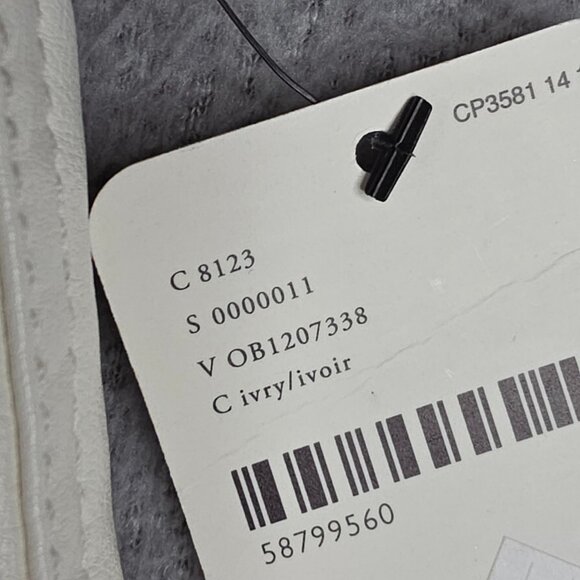 CP3581 14
C 8123
S 0000011
V OB1207338
C ivry/ivoir
58799560